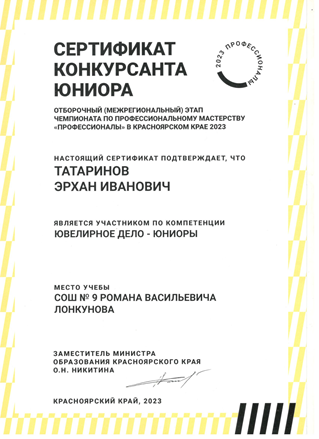 СЕРТИФИКАТ
КОНКУРСАНТА
ЮНИОРА
2023 ПРОФЕССИОНАЛЫ
ОТБОРОЧНЫЙ (МЕЖРЕГИОНАЛЬНЫЙ) ЭТАП
ЧЕМПИОНАТА ПО ПРОФЕССИОНАЛЬНОМУ МАСТЕРСТВУ
«ПРОФЕССИОНАЛЫ» В КРАСНОЯРСКОМ КРАЕ 2023
НАСТОЯЩИЙ СЕРТИФИКАТ ПОДТВЕРЖДАЕТ, ЧТО
ТАТАРИНОВ
ЭРХАН ИВАНОВИЧ
ЯВЛЯЕТСЯ УЧАСТНИКОМ ПО КОМПЕТЕНЦИИ
ЮВЕЛИРНОЕ ДЕЛО - ЮНИОРЫ
МЕСТО УЧЕБЫ
СОШ № 9 РОМАНА ВАСИЛЬЕВИЧА
ЛОНКУНОВА
ЗАМЕСТИТЕЛЬ МИНИСТРА
ОБРАЗОВАНИЯ КРАСНОЯРСКОГО КРАЯ
О.Н. НИКИТИНА
КРАСНОЯРСКИЙ КРАЙ, 2023